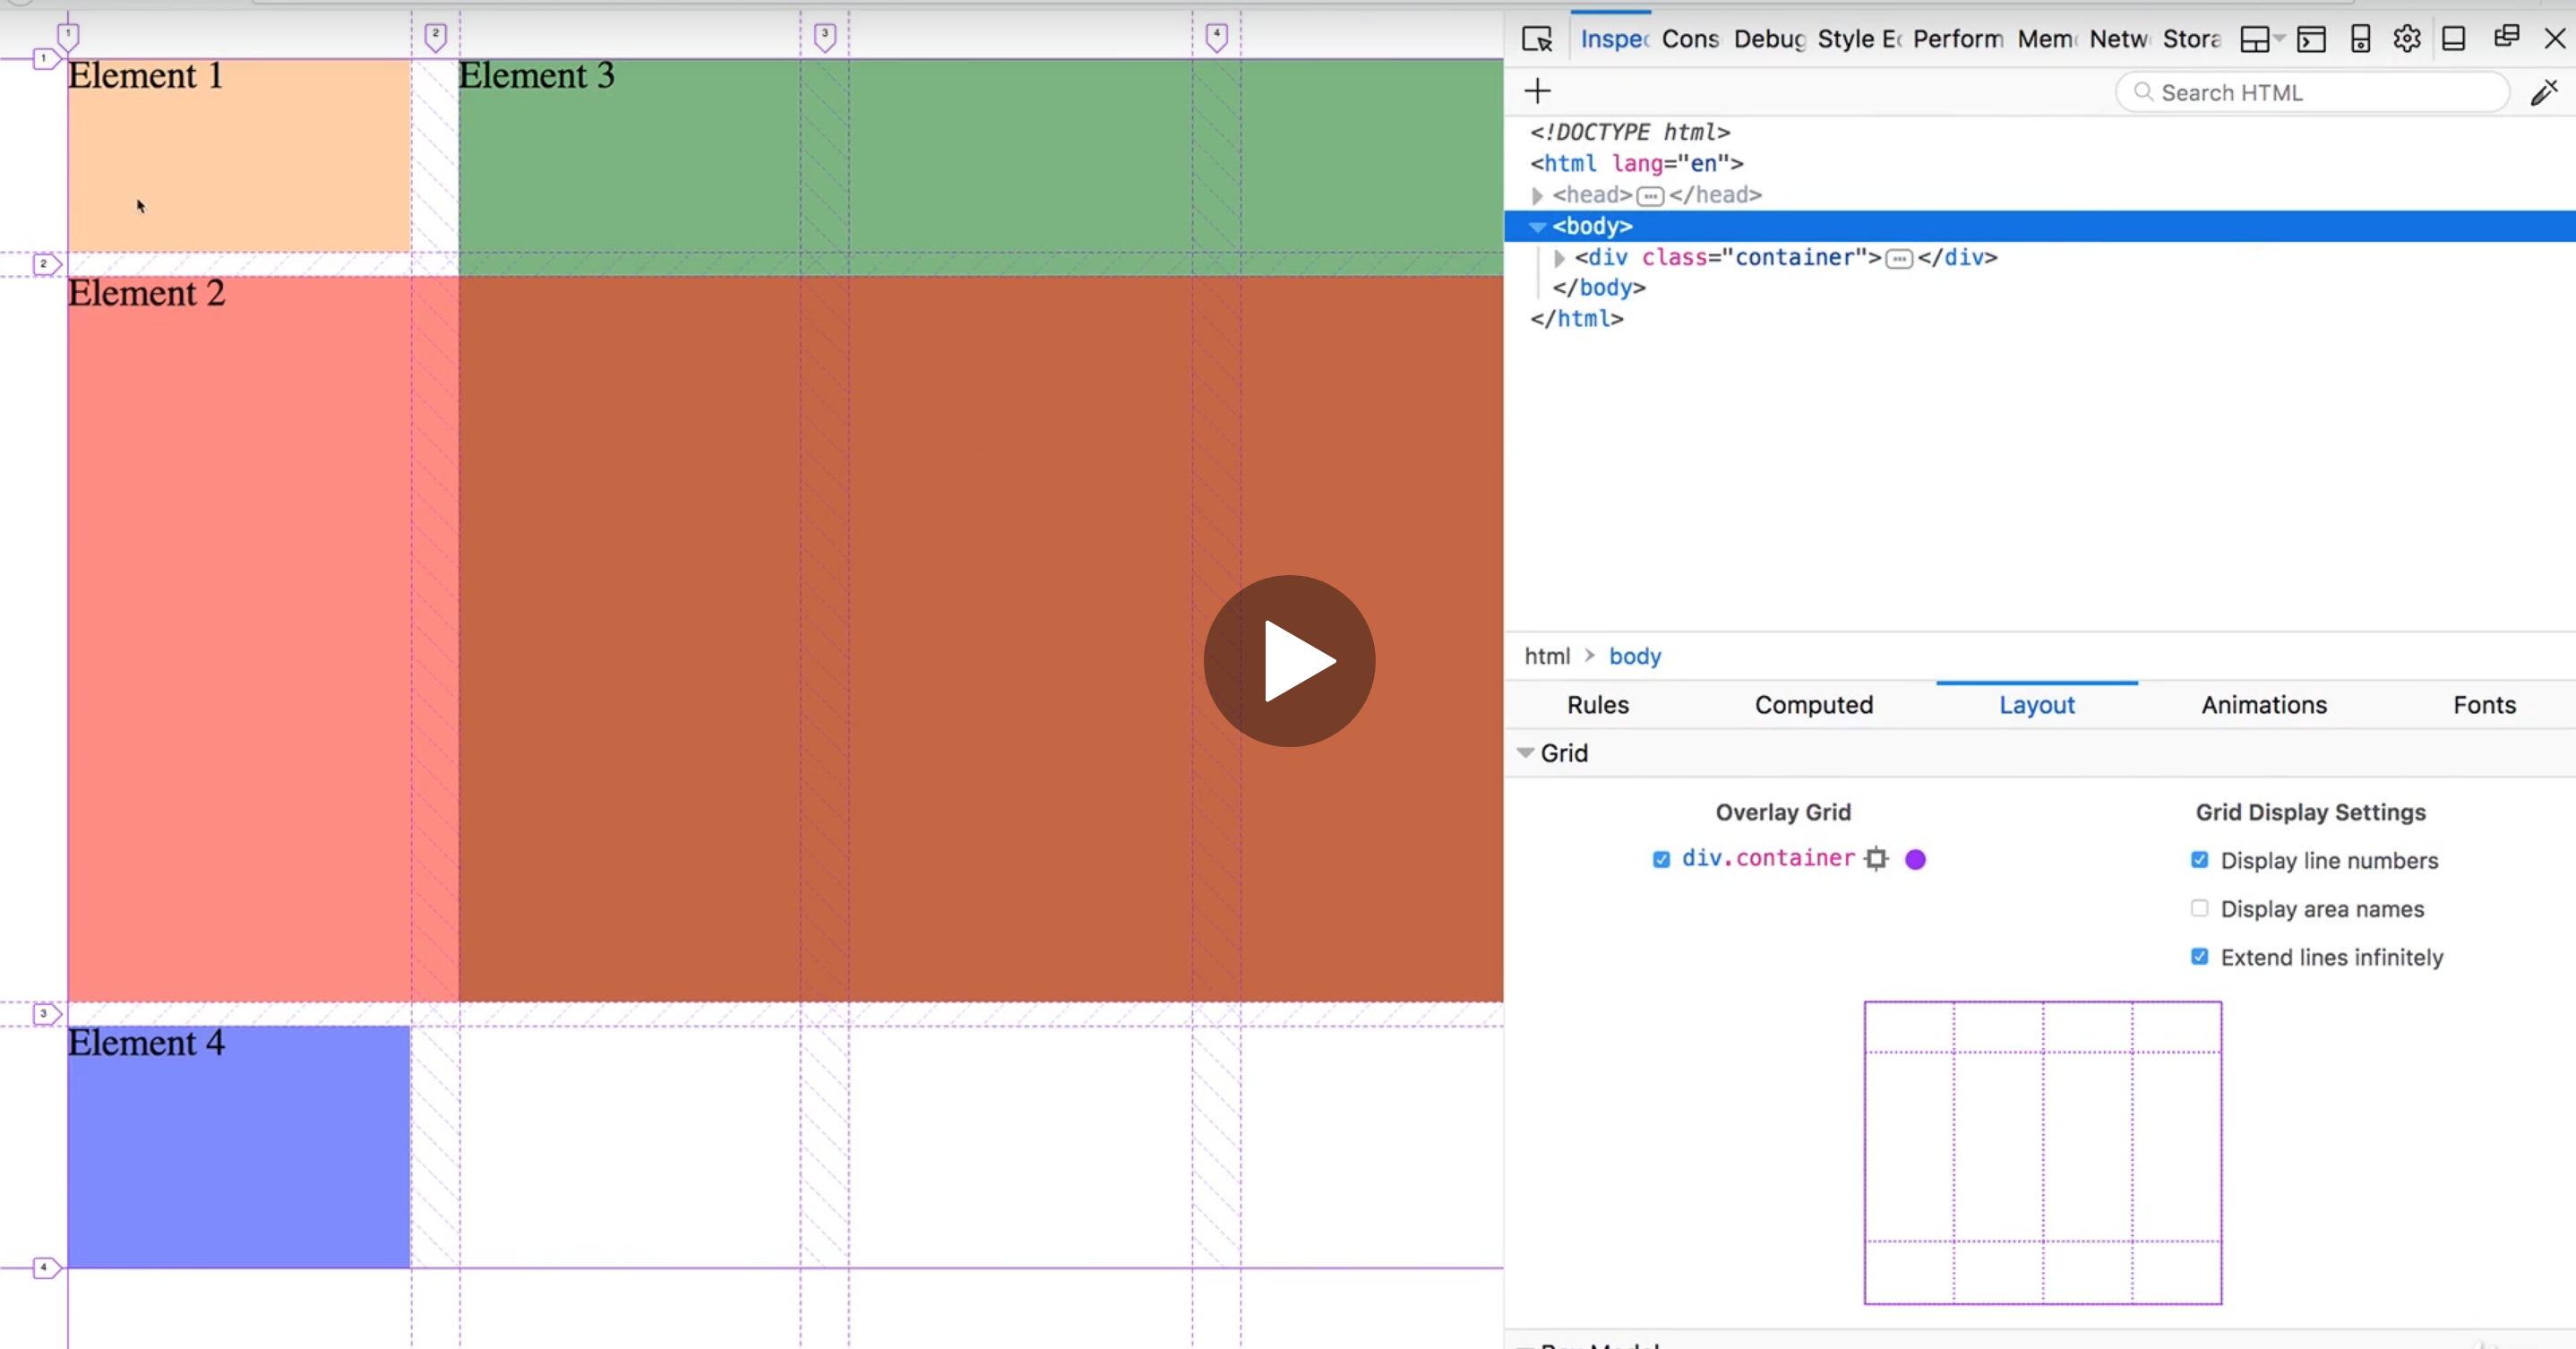 1
2
3
4
1
Element 1
Element 3
2
Element 2
3
Element 4
4
Inspec Cons Debug Style E Perform Mem Netw Stora
Search HTML
<!DOCTYPE html>
<html lang="en">
<head> ⋯ </head>
<body>
<div class="container"> ⋯ </div>
</body>
</html>
html > body
Rules Computed Layout Animations Fonts
Grid
Overlay Grid
div.container
Grid Display Settings
Display line numbers
Display area names
Extend lines infinitely
Box Model